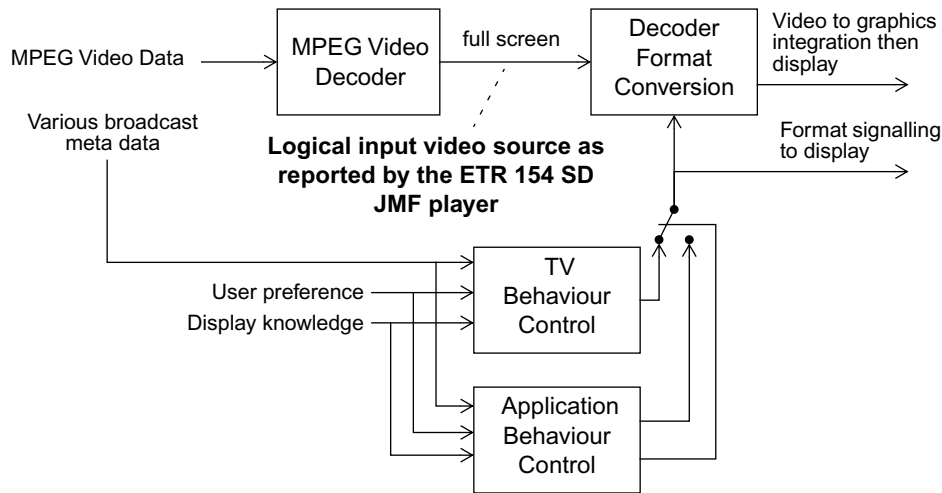 MPEG Video Data
MPEG Video
Decoder
full screen
Decoder
Format
Conversion
Video to graphics
integration then
display
Various broadcast
meta data
Logical input video source as
reported by the ETR 154 SD
JMF player
Format signalling
to display
User preference
Display knowledge
TV
Behaviour
Control
Application
Behaviour
Control